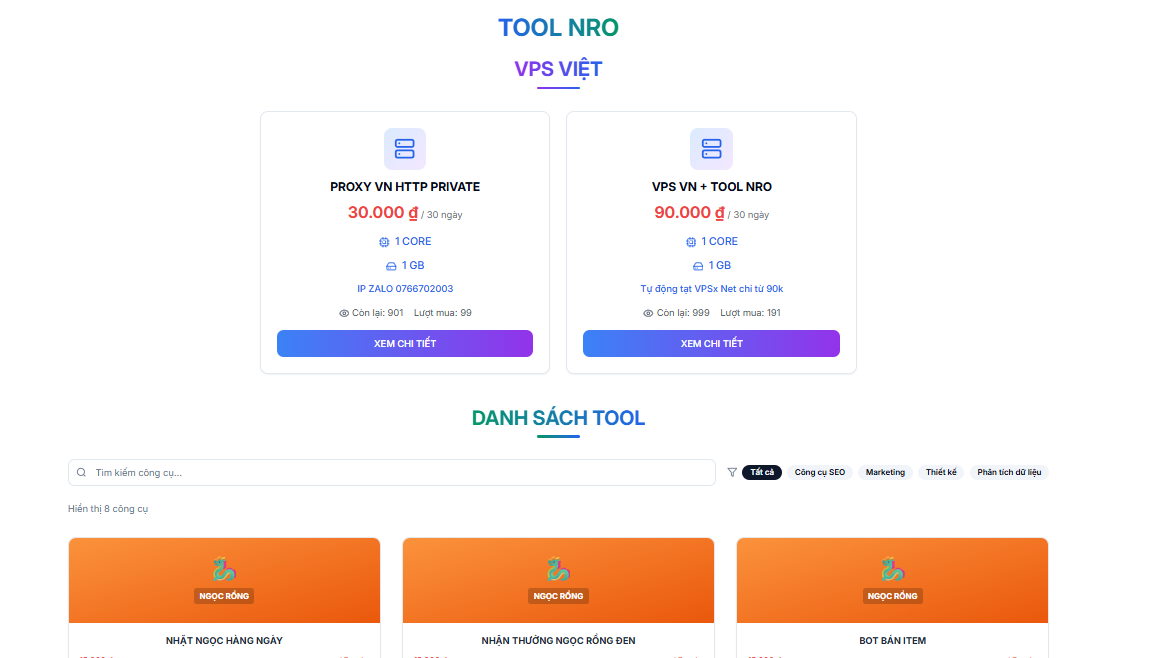 TOOL NRO
VPS VIỆT
PROXY VN HTTP PRIVATE
30.000 ₫ / 30 ngày
1 CORE
1 GB
IP ZALO 0766702003
Còn lại: 901 Lượt mua: 99
XEM CHI TIẾT
VPS VN + TOOL NRO
90.000 ₫ / 30 ngày
1 CORE
1 GB
Tự động tạt VPSx Net chỉ từ 90k
Còn lại: 999 Lượt mua: 191
XEM CHI TIẾT
DANH SÁCH TOOL
Tìm kiếm công cụ...
Tất cả Công cụ SEO Marketing Thiết kế Phân tích dữ liệu
Hiển thị 8 công cụ
NGỌC RỒNG
NHẶT NGỌC HÀNG NGÀY
NGỌC RỒNG
NHẬN THƯỞNG NGỌC RỒNG ĐEN
NGỌC RỒNG
BOT BÁN ITEM